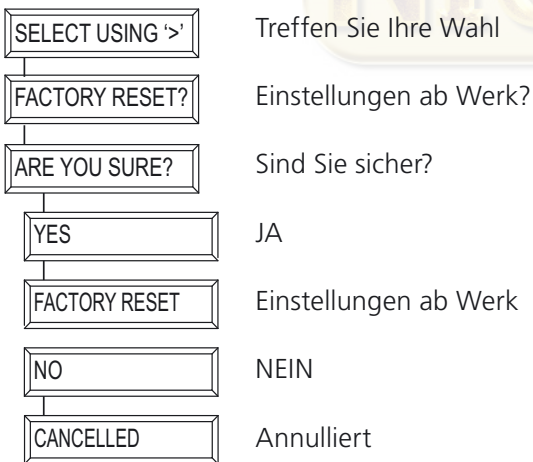 SELECT USING ‘>’ Treffen Sie Ihre Wahl
FACTORY RESET? Einstellungen ab Werk?
ARE YOU SURE? Sind Sie sicher?
YES JA
FACTORY RESET Einstellungen ab Werk
NO NEIN
CANCELLED Annulliert